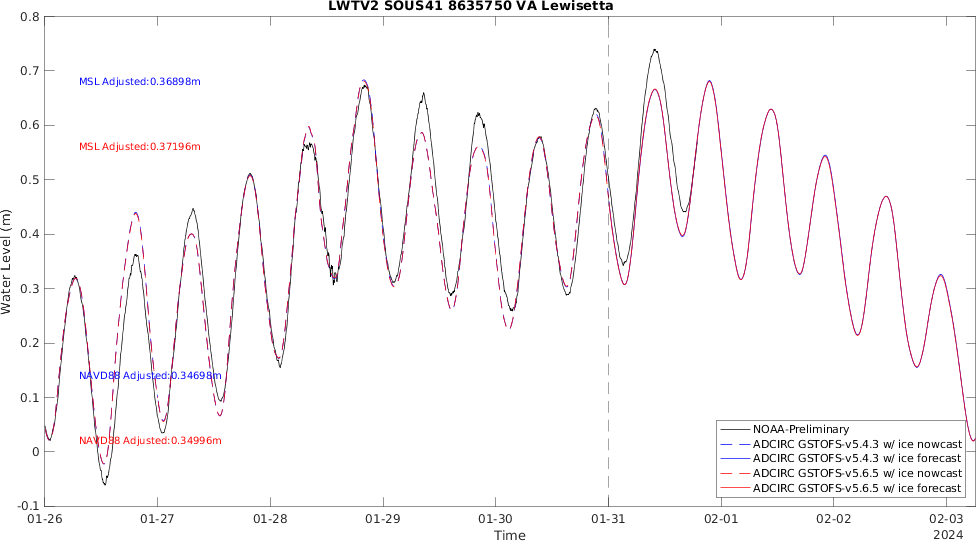 LWTV2 SOUS41 8635750 VA Lewisetta
0.8
0.7
0.6
0.5
0.4
0.3
0.2
0.1
0
-0.1
Water Level (m)
MSL Adjusted:0.36898m
MSL Adjusted:0.37196m
NAVD88 Adjusted:0.34698m
NAVD88 Adjusted:0.34996m
NOAA-Preliminary
ADCIRC GSTOFS-v5.4.3 w/ ice nowcast
ADCIRC GSTOFS-v5.4.3 w/ ice forecast
ADCIRC GSTOFS-v5.6.5 w/ ice nowcast
ADCIRC GSTOFS-v5.6.5 w/ ice forecast
01-26 01-27 01-28 01-29 01-30 01-31 02-01 02-02 02-03
Time
2024